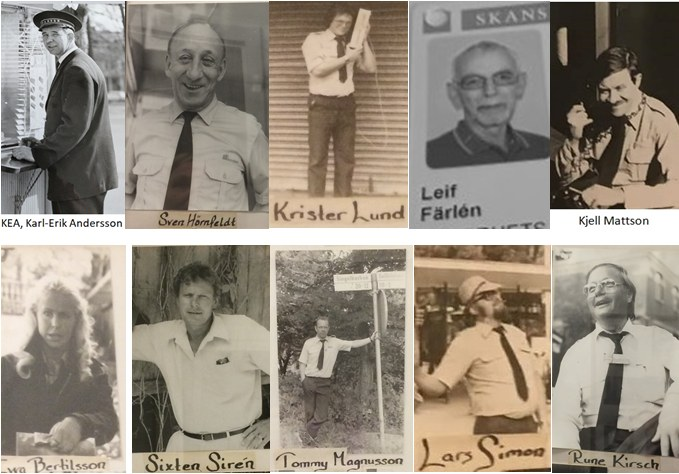 SKANS
Leif
Färlén
KEA, Karl-Erik Andersson
Sven Hörnfeldt
Krister Lund
Kjell Mattson
Bertilsson
Sixten Sirén
Tommy Magnusson
Lars Simon
Rune Kirsch